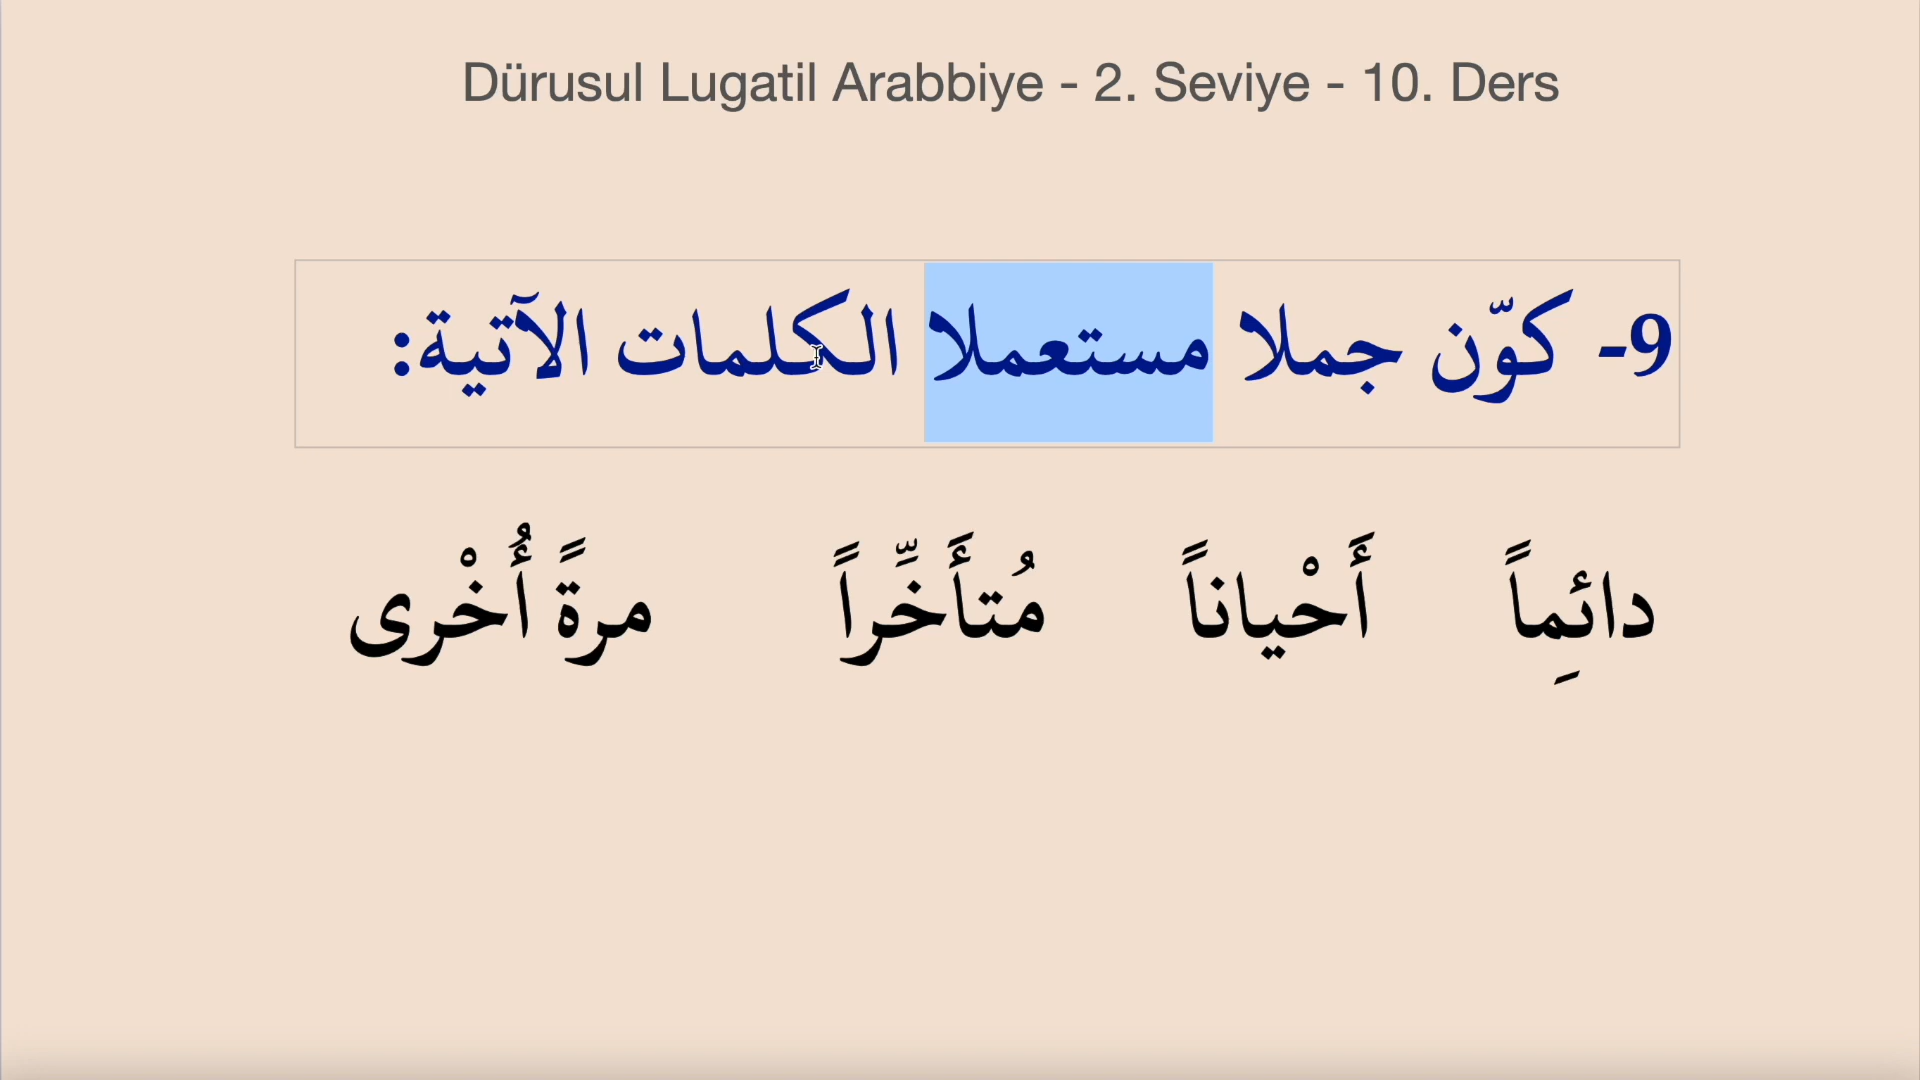 Dürusul Lugatil Arabbiye - 2. Seviye - 10. Ders
9- كوّن جملا مستعملا الكلمات الآتية:
دائِماً أَحْياناً مُتأَخِّراً مرةً أُخْرى